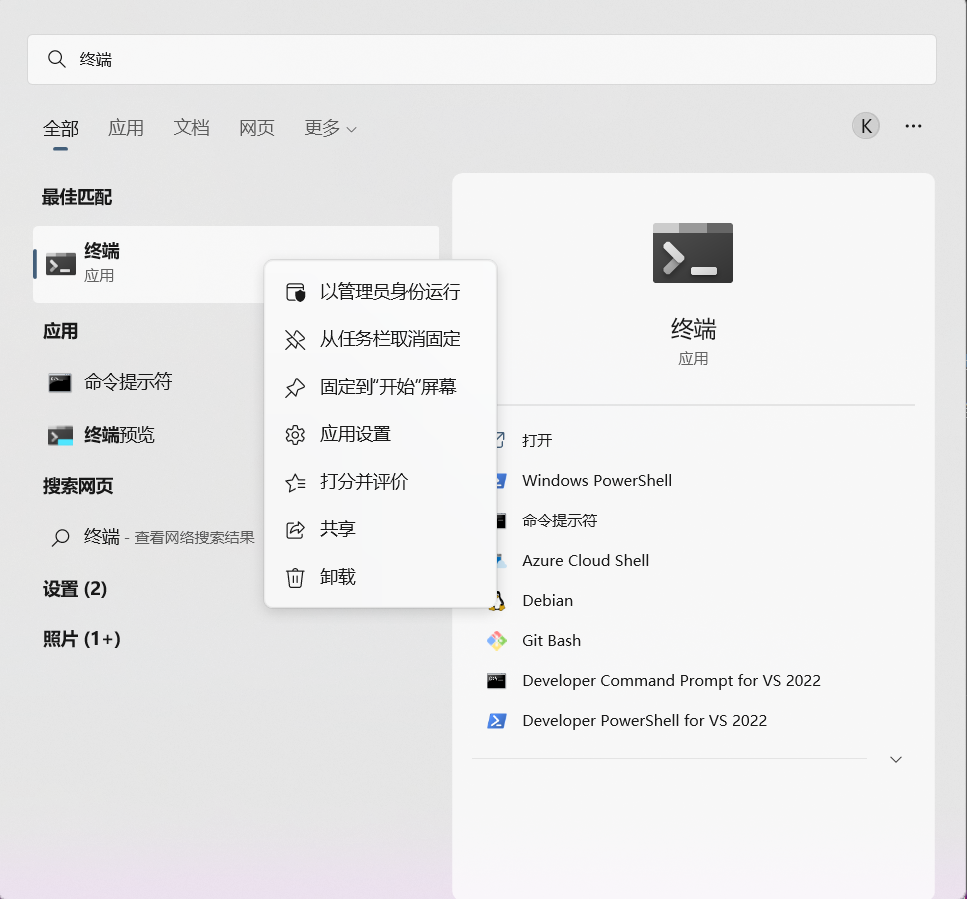 终端
全部 应用 文档 网页 更多
K
最佳匹配
终端
应用
应用
命令提示符
终端预览
搜索网页
终端 - 查看网络搜索结果
设置 (2)
照片 (1+)
以管理员身份运行
从任务栏取消固定
固定到“开始”屏幕
应用设置
打分并评价
共享
卸载
终端
应用
打开
Windows PowerShell
命令提示符
Azure Cloud Shell
Debian
Git Bash
Developer Command Prompt for VS 2022
Developer PowerShell for VS 2022